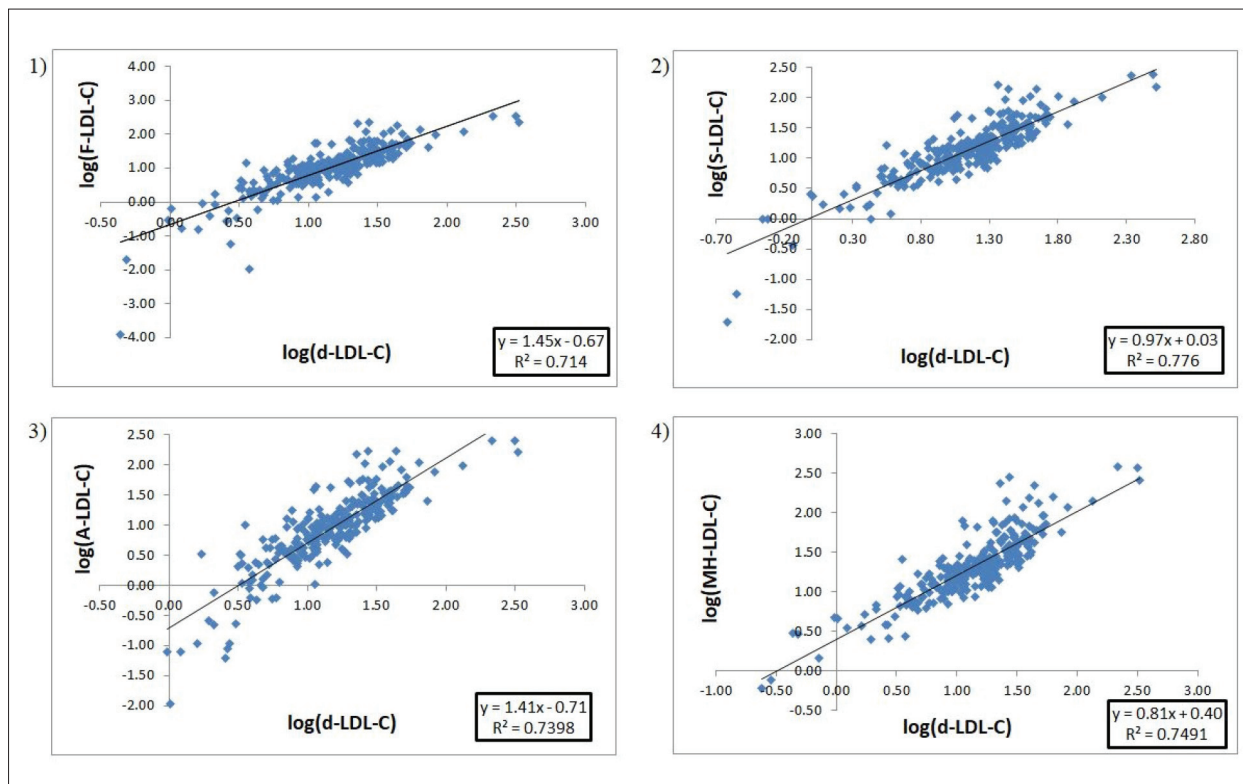 1)
log(F-LDL-C)
4.00
3.00
2.00
1.00
0.00
-1.00
-2.00
-3.00
-4.00
-0.50 0.00 0.50 1.00 1.50 2.00 2.50 3.00
log(d-LDL-C)
y = 1.45x - 0.67
R² = 0.714
2)
log(S-LDL-C)
2.50
2.00
1.50
1.00
0.50
0.00
-0.50
-1.00
-1.50
-2.00
-0.70 -0.20 0.30 0.80 1.30 1.80 2.30 2.80
log(d-LDL-C)
y = 0.97x + 0.03
R² = 0.776
3)
log(A-LDL-C)
2.50
2.00
1.50
1.00
0.50
0.00
-0.50
-1.00
-1.50
-2.00
-0.50 0.00 0.50 1.00 1.50 2.00 2.50 3.00
log(d-LDL-C)
y = 1.41x - 0.71
R² = 0.7398
4)
log(MH-LDL-C)
3.00
2.50
2.00
1.50
1.00
0.50
0.00
-0.50
-1.00 -0.50 0.00 0.50 1.00 1.50 2.00 2.50 3.00
log(d-LDL-C)
y = 0.81x + 0.40
R² = 0.7491